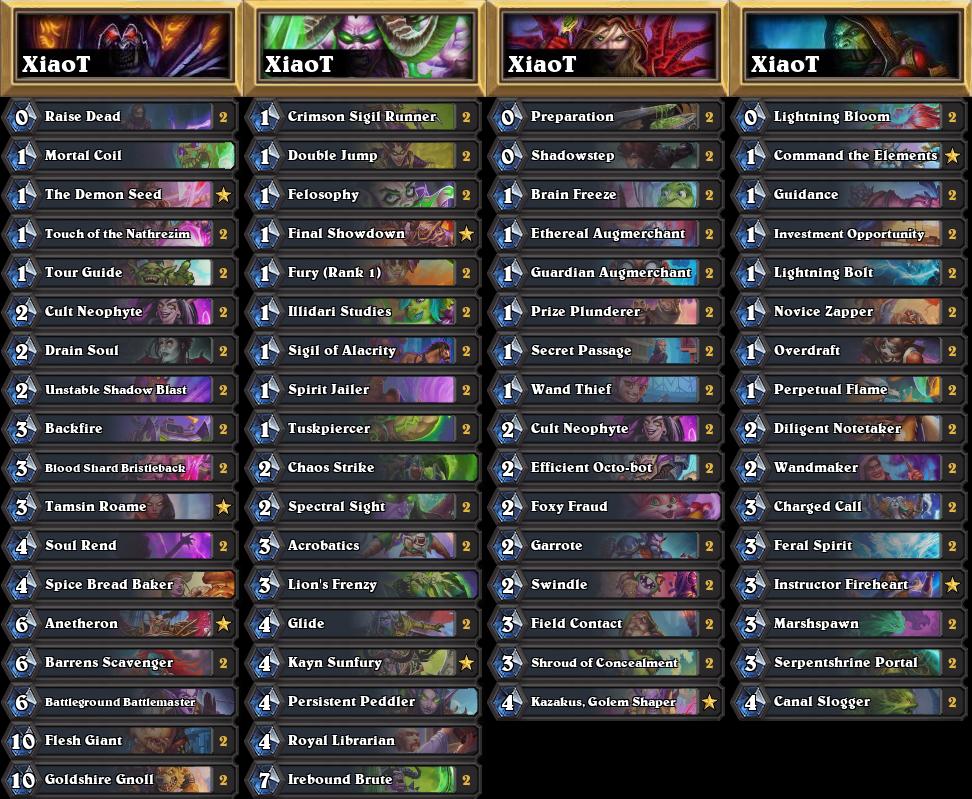 XiaoT
0 Raise Dead 2
1 Mortal Coil
1 The Demon Seed
1 Touch of the Nathrezim 2
1 Tour Guide 2
2 Cult Neophyte 2
2 Drain Soul 2
2 Unstable Shadow Blast 2
3 Backfire 2
3 Blood Shard Bristleback 2
3 Tamsin Roame
4 Soul Rend 2
4 Spice Bread Baker
6 Anetheron
6 Barrens Scavenger 2
6 Battleground Battlemaster
10 Flesh Giant 2
10 Goldshire Gnoll 2
XiaoT
1 Crimson Sigil Runner 2
1 Double Jump 2
1 Felosophy 2
1 Final Showdown
1 Fury (Rank 1) 2
1 Illidari Studies 2
1 Sigil of Alacrity 2
1 Spirit Jailer 2
1 Tuskpiercer 2
2 Chaos Strike
2 Spectral Sight 2
3 Acrobatics 2
3 Lion's Frenzy
4 Glide 2
4 Kayn Sunfury
4 Persistent Peddler
4 Royal Librarian
7 Irebound Brute 2
XiaoT
0 Preparation 2
0 Shadowstep 2
1 Brain Freeze 2
1 Ethereal Augmerchant 2
1 Guardian Augmerchant 2
1 Prize Plunderer 2
1 Secret Passage 2
1 Wand Thief 2
2 Cult Neophyte 2
2 Efficient Octo-bot 2
2 Foxy Fraud
2 Garrote 2
2 Swindle 2
3 Field Contact 2
3 Shroud of Concealment 2
4 Kazakus, Golem Shaper
XiaoT
0 Lightning Bloom 2
1 Command the Elements
1 Guidance 2
1 Investment Opportunity 2
1 Lightning Bolt 2
1 Novice Zapper 2
1 Overdraft 2
1 Perpetual Flame 2
2 Diligent Notetaker 2
2 Wandmaker 2
3 Charged Call 2
3 Feral Spirit 2
3 Instructor Fireheart
3 Marshspawn 2
3 Serpentshrine Portal 2
4 Canal Slogger 2